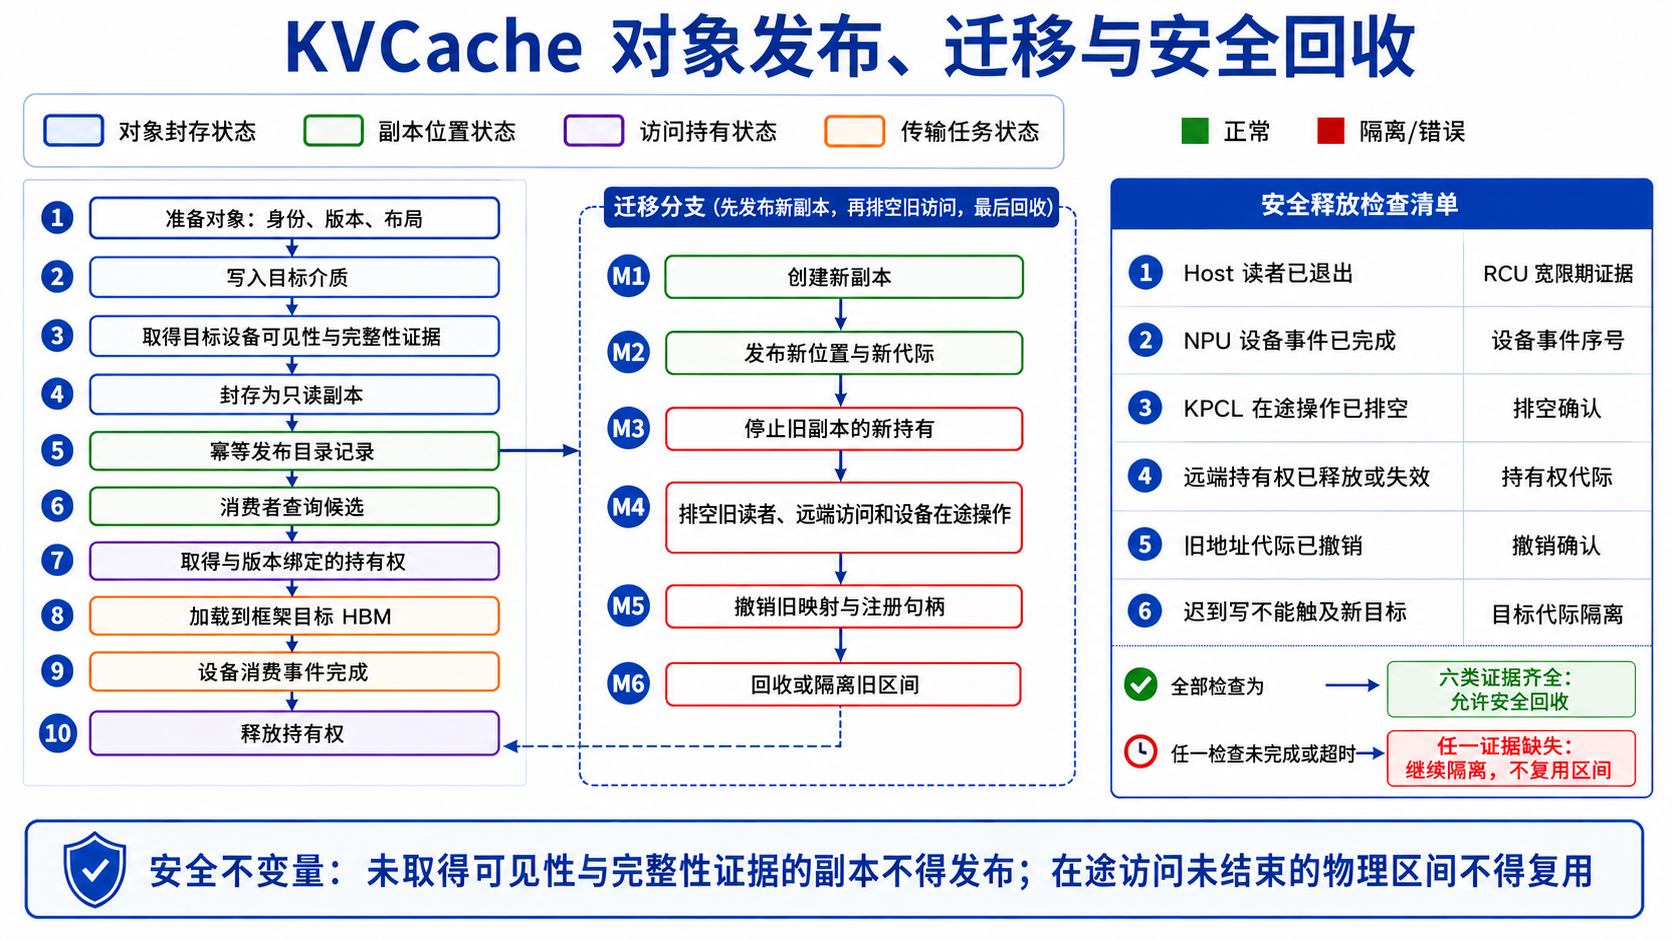 KVCache 对象发布、迁移与安全回收
对象封存状态
副本位置状态
访问持有状态
传输任务状态
正常
隔离/错误
1 准备对象：身份、版本、布局
2 写入目标介质
3 取得目标设备可见性与完整性证据
4 封存为只读副本
5 幂等发布目录记录
6 消费者查询候选
7 取得与版本绑定的持有权
8 加载到框架目标 HBM
9 设备消费事件完成
10 释放持有权
迁移分支（先发布新副本，再排空旧访问，最后回收）
M1 创建新副本
M2 发布新位置与新代际
M3 停止旧副本的新持有
M4 排空旧读者、远端访问和设备在途操作
M5 撤销旧映射与注册句柄
M6 回收或隔离旧区间
安全释放检查清单
1 Host 读者已退出 RCU 宽限期证据
2 NPU 设备事件已完成 设备事件序号
3 KPCL 在途操作已排空 排空确认
4 远端持有权已释放或失效 持有权代际
5 旧地址代际已撤销 撤销确认
6 迟到写不能触及新目标 目标代际隔离
全部检查为
六类证据齐全：
允许安全回收
任一检查未完成或超时
任一证据缺失：
继续隔离，不复用区间
安全不变量： 未取得可见性与完整性证据的副本不得发布；在途访问未结束的物理区间不得复用